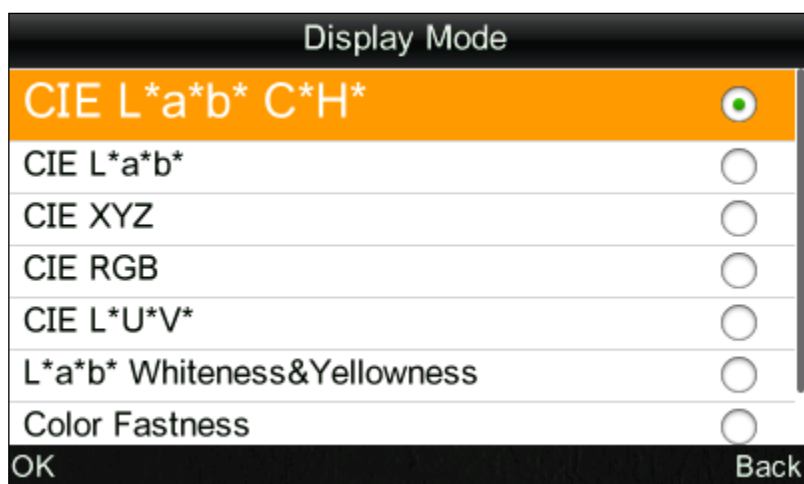 Display Mode
CIE L*a*b* C*H*
CIE L*a*b*
CIE XYZ
CIE RGB
CIE L*U*V*
L*a*b* Whiteness&Yellowness
Color Fastness
OK Back